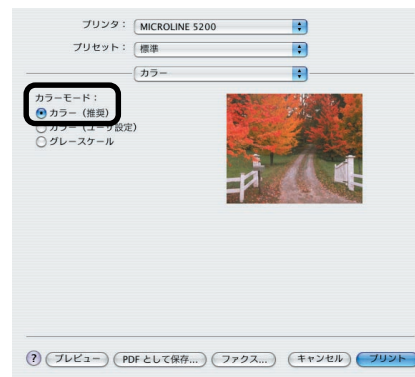 プリンタ： MICROLINE 5200
プリセット： 標準
カラー
カラーモード：
カラー（推奨）
カラー（ユーザ設定）
グレースケール
? プレビュー PDF として保存... ファクス... キャンセル プリント